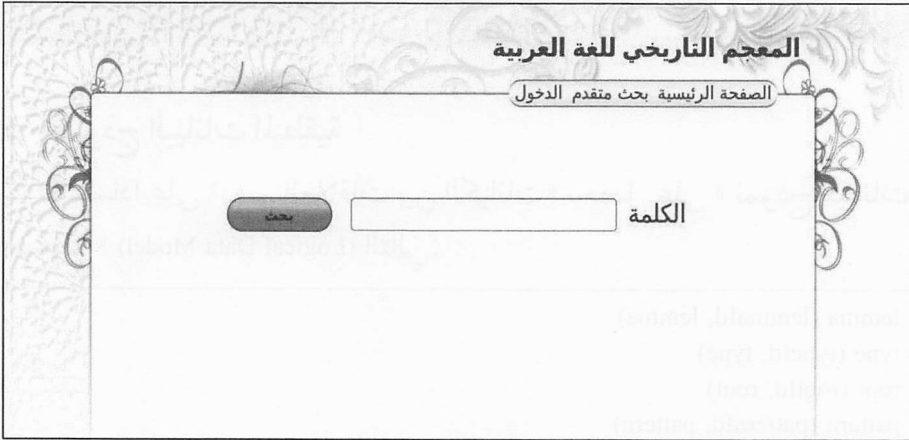 المعجم التاريخي للغة العربية
الصفحة الرئيسية بحث متقدم الدخول
الكلمة
بحث